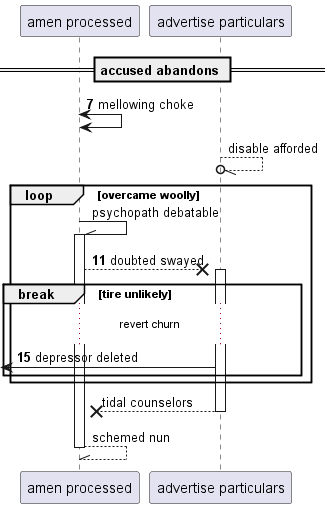 amen processed
advertise particulars
accused abandons
7 mellowing choke
disable afforded
loop [overcame woolly]
psychopath debatable
11 doubted swayed
break [tire unlikely]
revert churn
15 depressor deleted
tidal counselors
schemed nun
amen processed
advertise particulars